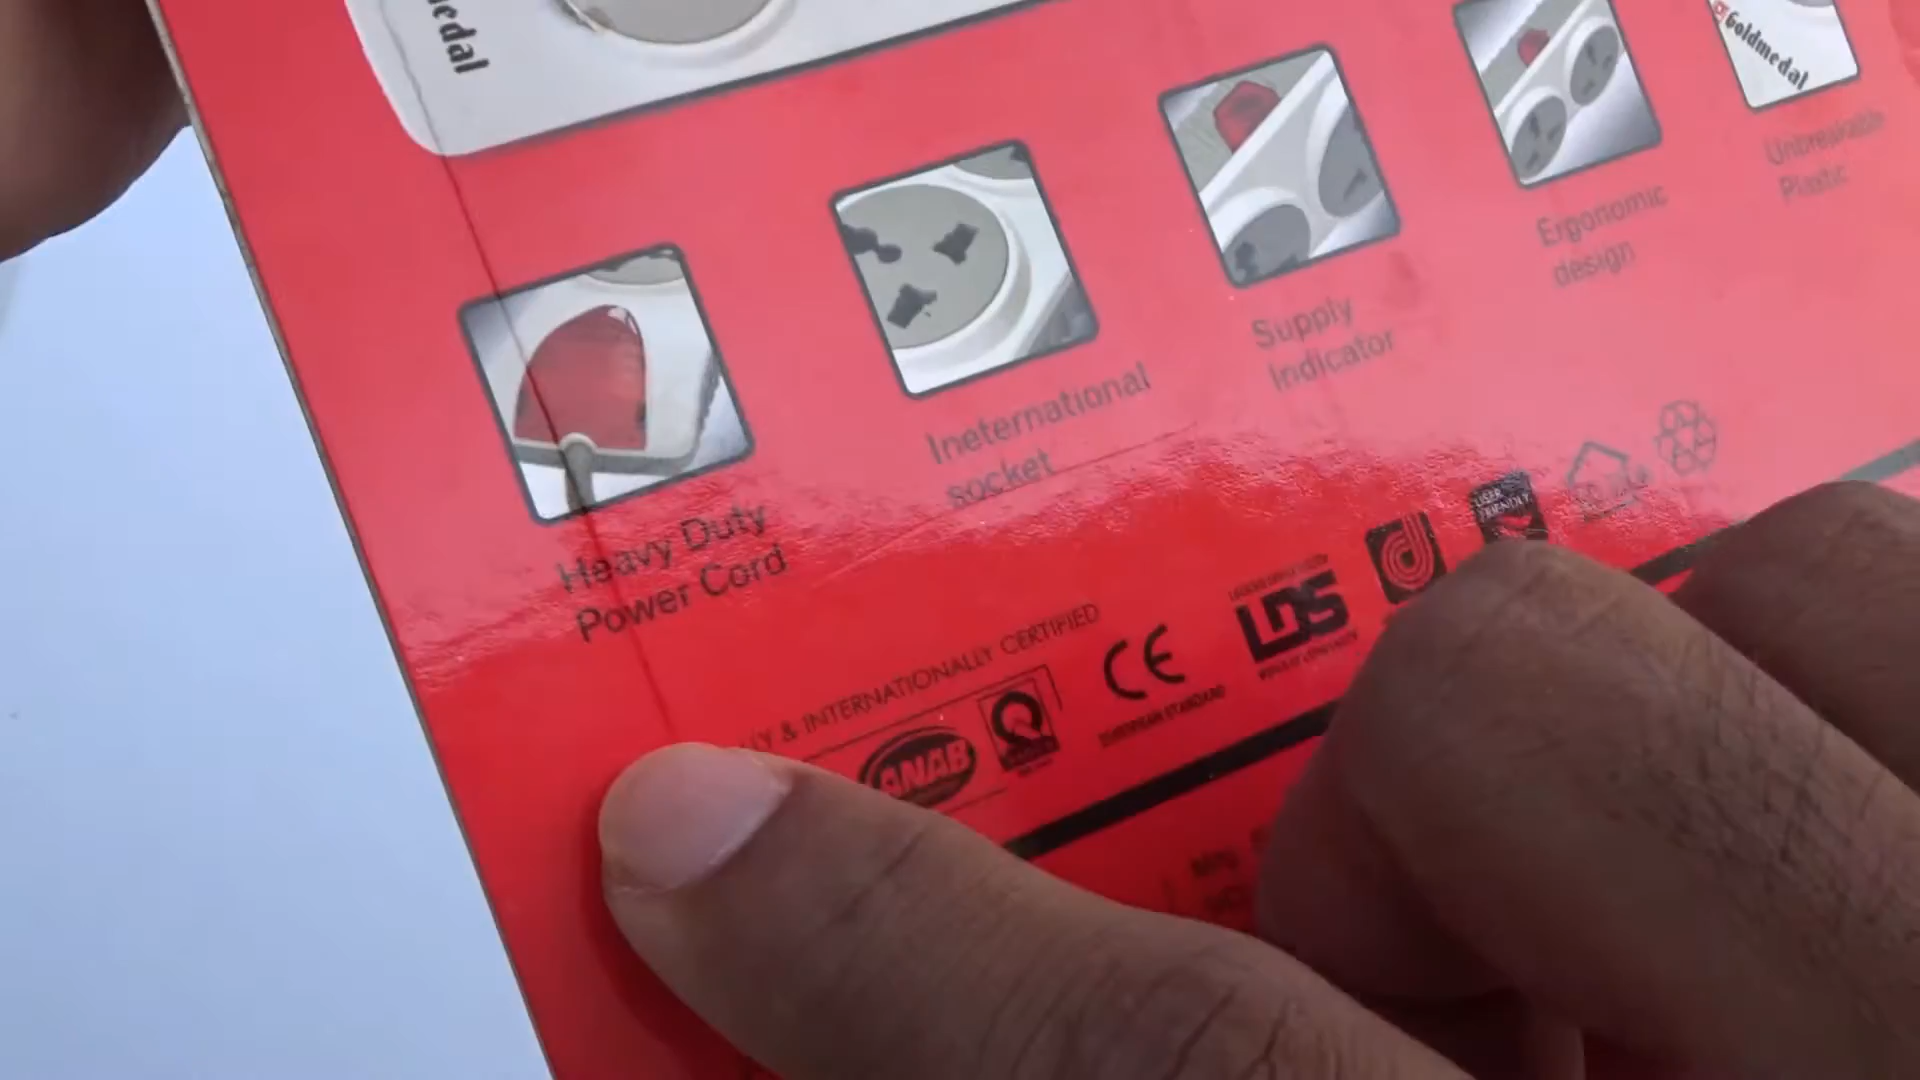 edal
Goldmedal
Heavy Duty
Power Cord
Ineternational
socket
Supply
Indicator
Ergonomic
design
Unbreakable
Plastic
LY & INTERNATIONALLY CERTIFIED
ANAB
CE
EUROPEAN STANDARD
LDS
USER
FRIENDLY